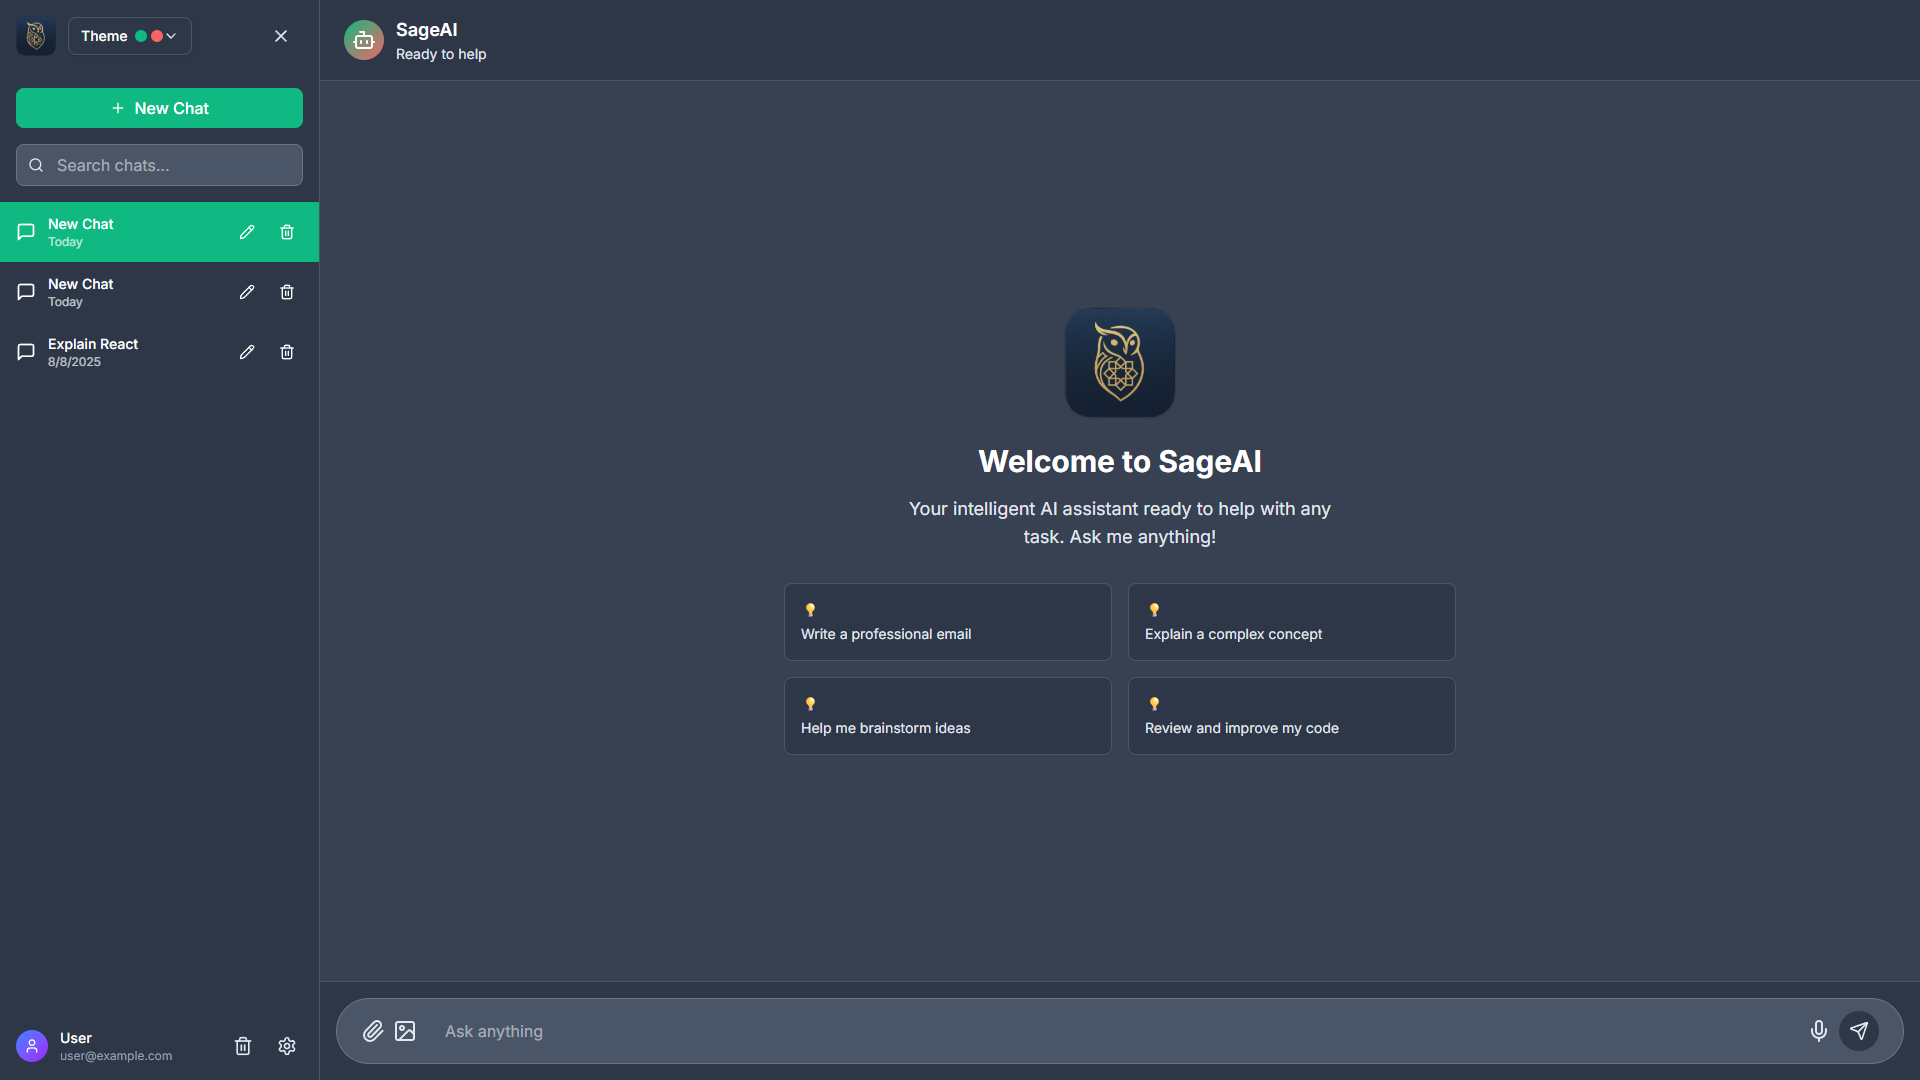 Theme
New Chat
Search chats...
New Chat
Today
New Chat
Today
Explain React
8/8/2025
User
user@example.com
SageAI
Ready to help
Welcome to SageAI
Your intelligent AI assistant ready to help with any
task. Ask me anything!
Write a professional email
Explain a complex concept
Help me brainstorm ideas
Review and improve my code
Ask anything